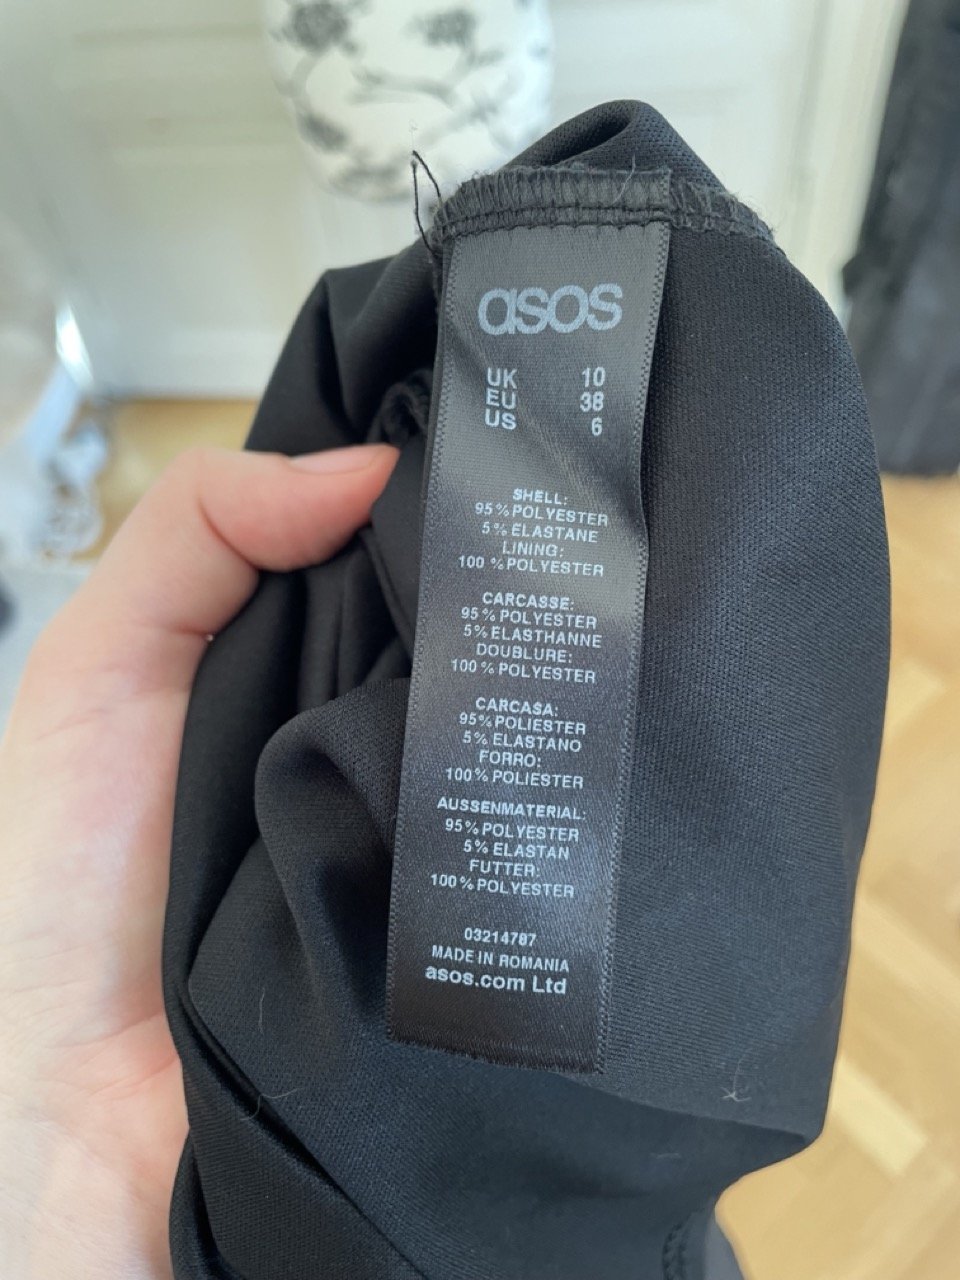 asos
UK 10
EU 38
US 6
SHELL:
95% POLYESTER
5% ELASTANE
LINING:
100% POLYESTER
CARCASSE:
95% POLYESTER
5% ELASTHANNE
DOUBLURE:
100% POLYESTER
CARCASA:
95% POLIESTER
5% ELASTANO
FORRO:
100% POLIESTER
AUSSENMATERIAL:
95% POLYESTER
5% ELASTAN
FUTTER:
100% POLYESTER
03214787
MADE IN ROMANIA
asos.com Ltd